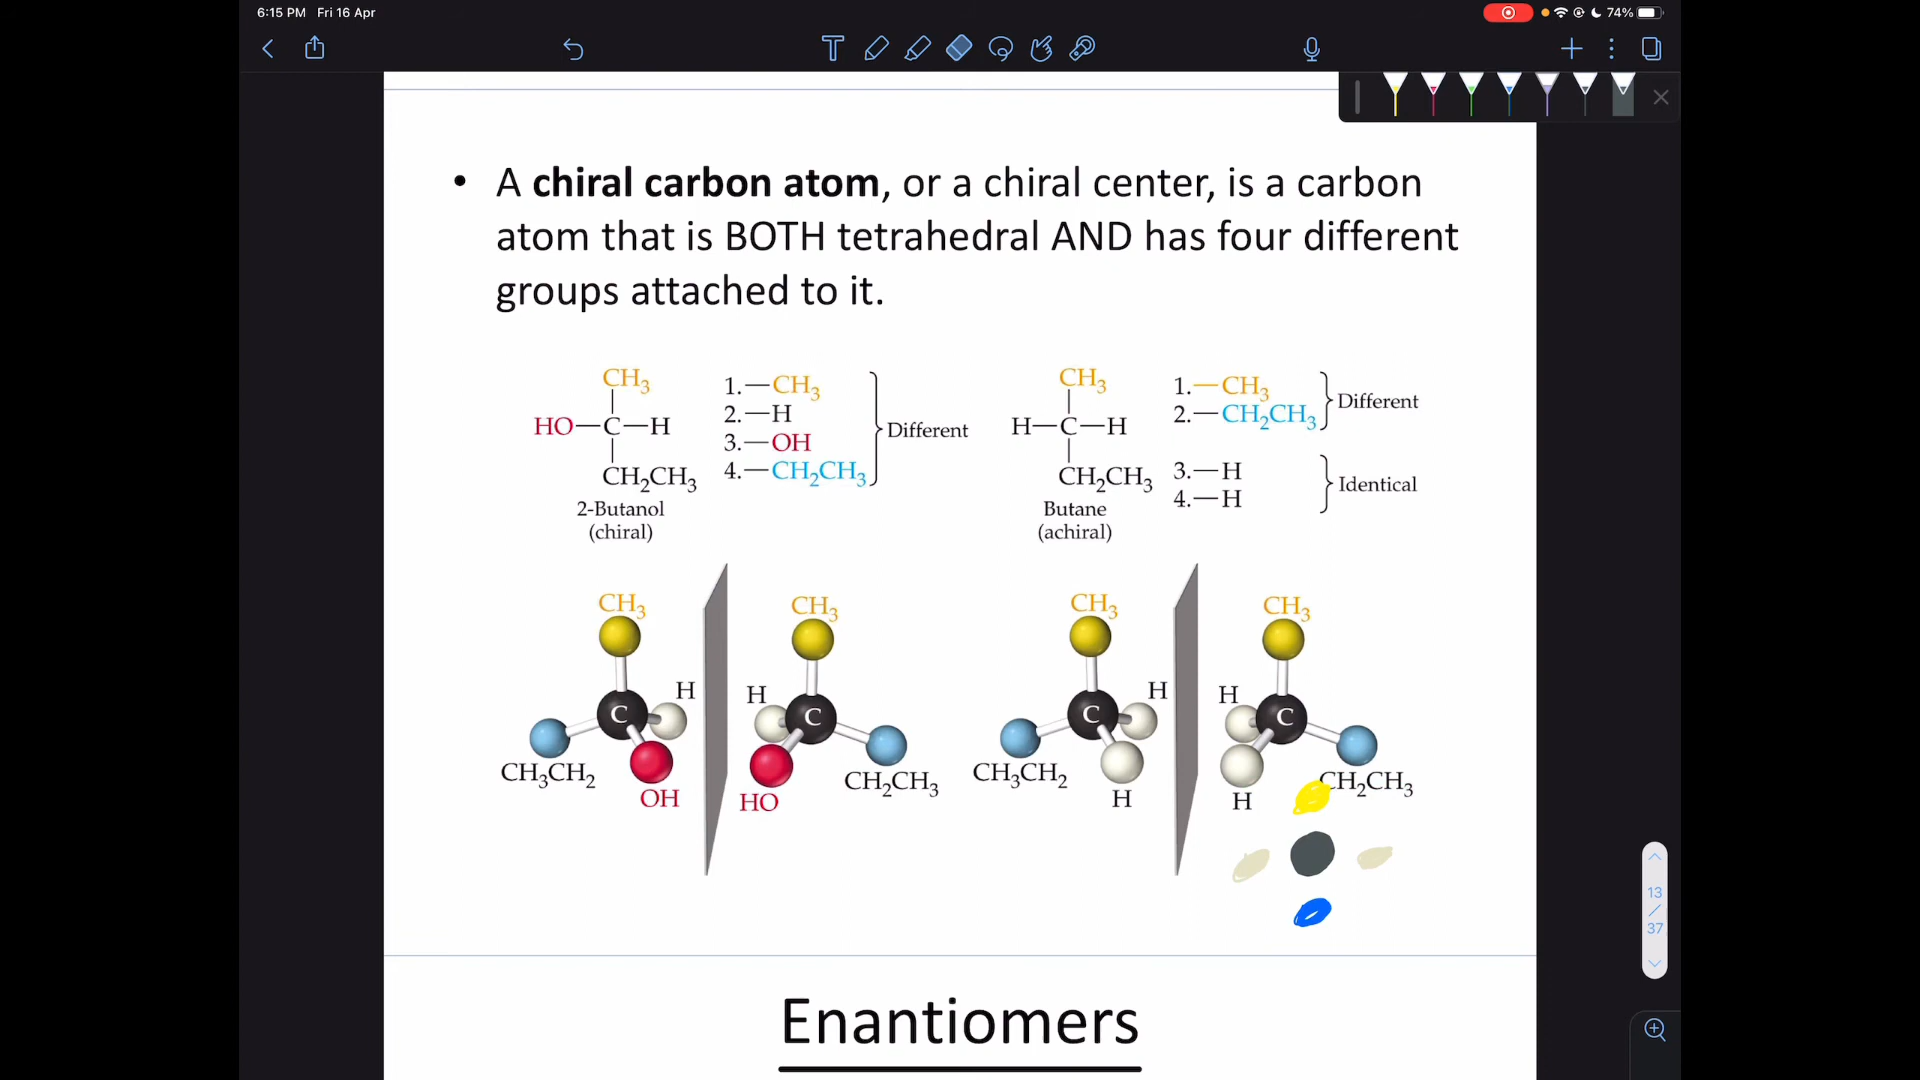 6:15 PM Fri 16 Apr
74%
• A chiral carbon atom, or a chiral center, is a carbon
atom that is BOTH tetrahedral AND has four different
groups attached to it.
CH₃
HO—C—H
CH₂CH₃
2-Butanol
(chiral)
1.—CH₃
2.—H
3.—OH
4.—CH₂CH₃
Different
CH₃
H—C—H
CH₂CH₃
Butane
(achiral)
1.—CH₃
2.—CH₂CH₃
Different
3.—H
4.—H
Identical
CH₃
H
C
CH₃CH₂
OH
CH₃
H
C
CH₂CH₃
HO
CH₃
H
C
CH₃CH₂
H
CH₃
H
C
CH₂CH₃
H
13
/
37
Enantiomers